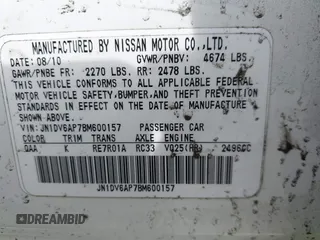 MANUFACTURED BY NISSAN MOTOR CO.,LTD.
DATE: 08/10 GVWR/PNBV: 4674 LBS.
GAWR/PNBE FR: 2270 LBS. RR: 2478 LBS.
THIS VEHICLE CONFORMS TO ALL APPLICABLE FEDERAL
MOTOR VEHICLE SAFETY,BUMPER,AND THEFT PREVENTION
STANDARDS IN EFFECT ON THE DATE OF MANUFACTURE
SHOWN ABOVE.
VIN:JN1DV6AP7BM600157 PASSENGER CAR
COLOR TRIM TRANS AXLE ENGINE
K RE7R01A RC33 VQ25(HR) 2496CC
JN1DV6AP7BM600157
DREAMBID